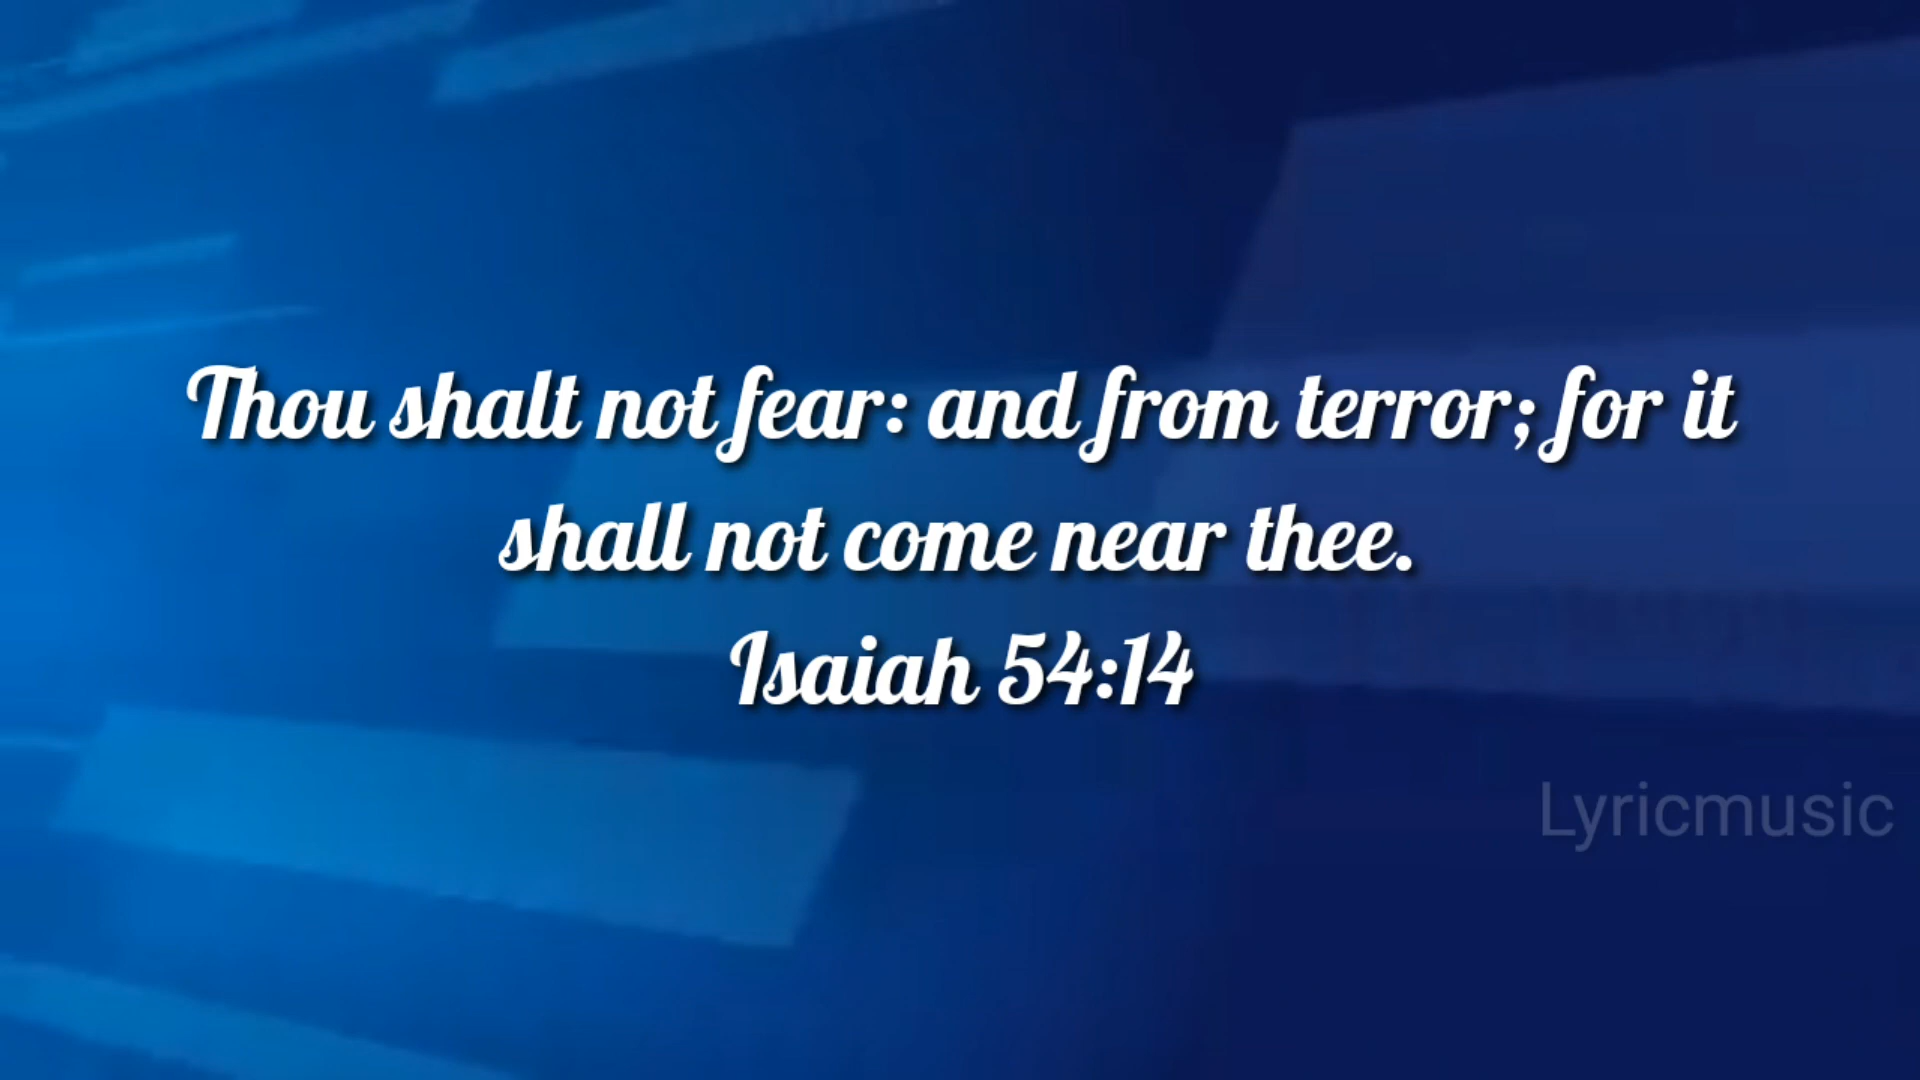 Thou shalt not fear: and from terror; for it
shall not come near thee.
Isaiah 54:14
Lyricmusic